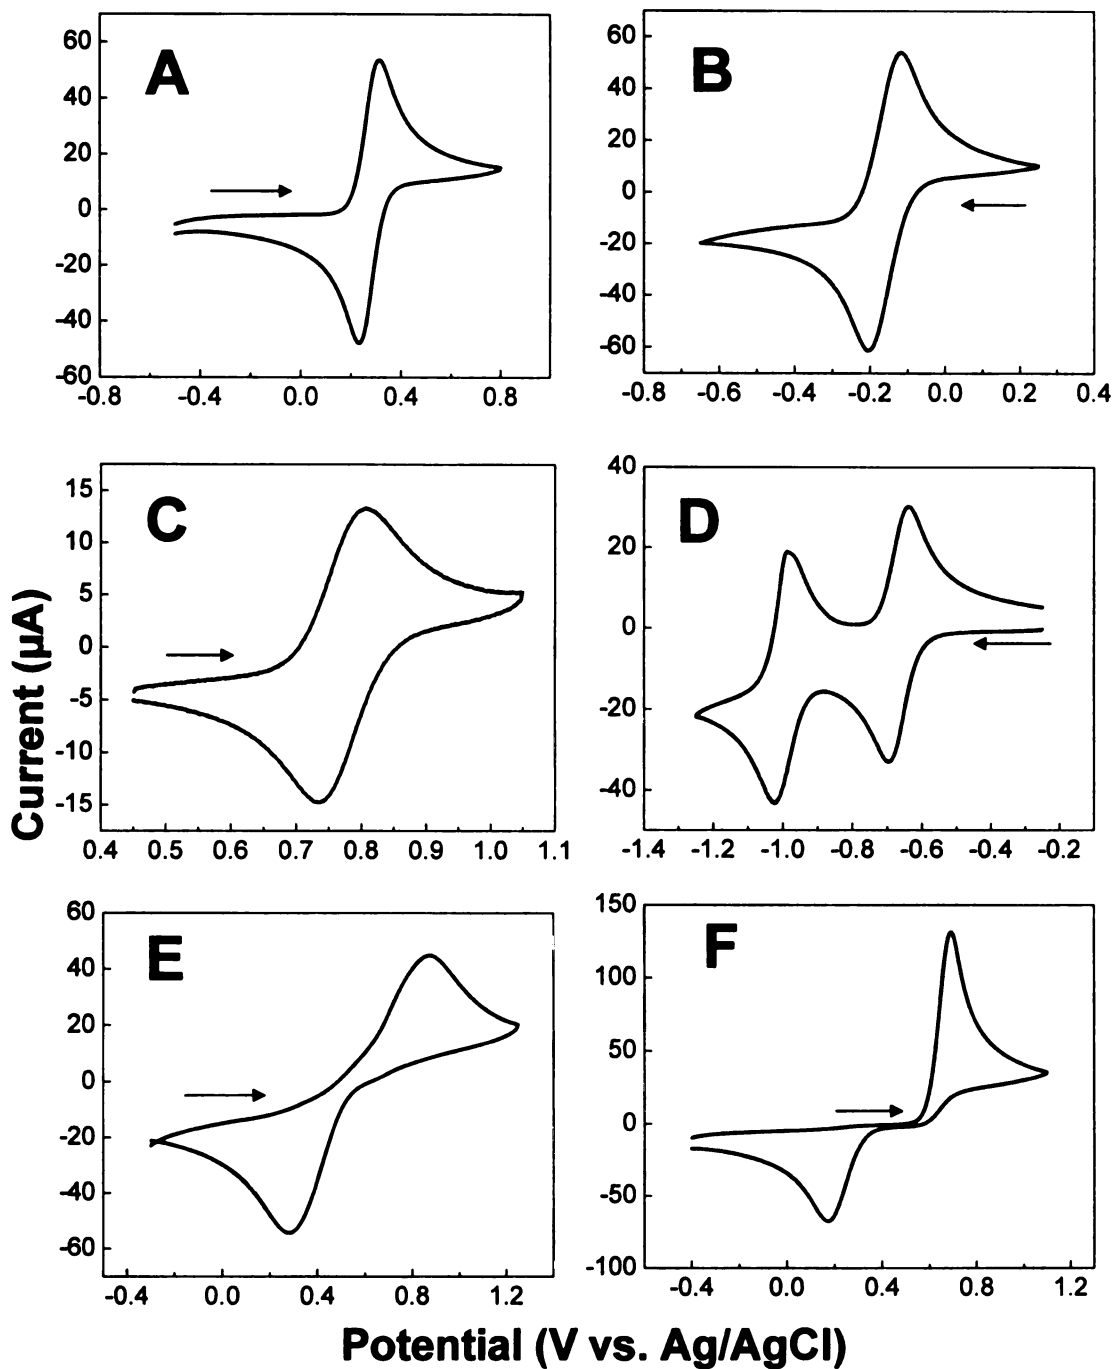 A
60
40
20
0
-20
-40
-60
-0.8 -0.4 0.0 0.4 0.8
B
60
40
20
0
-20
-40
-60
-0.8 -0.6 -0.4 -0.2 0.0 0.2 0.4
C
15
10
5
0
-5
-10
-15
0.4 0.5 0.6 0.7 0.8 0.9 1.0 1.1
D
40
20
0
-20
-40
-1.4 -1.2 -1.0 -0.8 -0.6 -0.4 -0.2
Current (μA)
E
60
40
20
0
-20
-40
-60
-0.4 0.0 0.4 0.8 1.2
F
150
100
50
0
-50
-100
-0.4 0.0 0.4 0.8 1.2
Potential (V vs. Ag/AgCl)